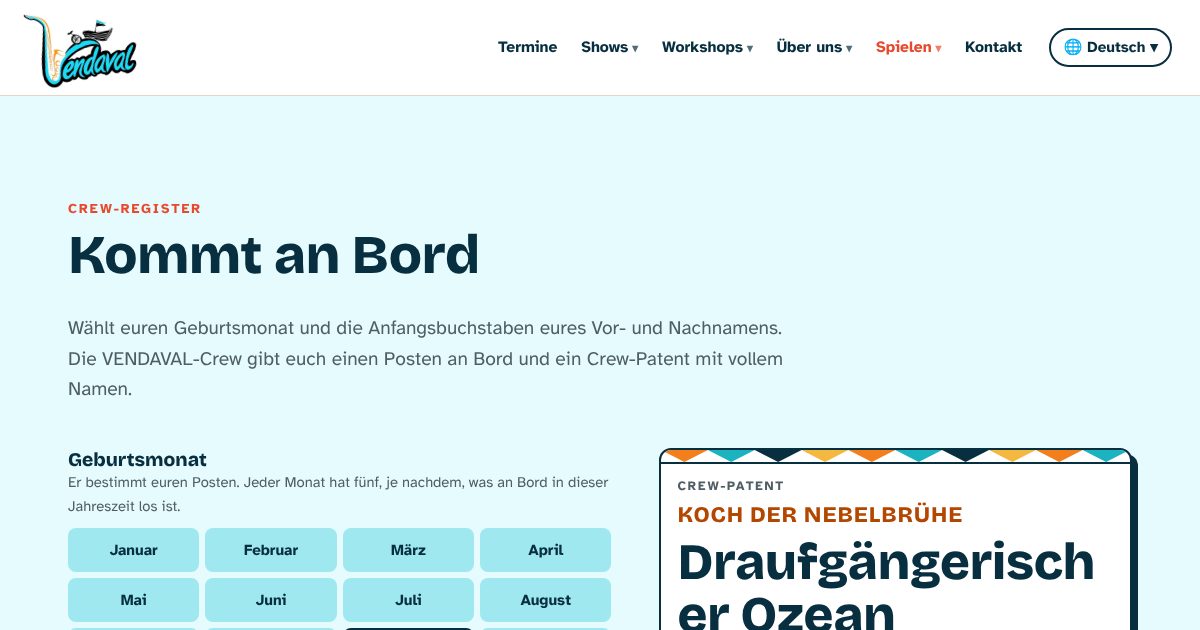 Vendaval
Termine Shows ▾ Workshops ▾ Über uns ▾ Spielen ▾ Kontakt 🌐 Deutsch ▾
CREW-REGISTER
Kommt an Bord
Wählt euren Geburtsmonat und die Anfangsbuchstaben eures Vor- und Nachnamens.
Die VENDAVAL-Crew gibt euch einen Posten an Bord und ein Crew-Patent mit vollem
Namen.
Geburtsmonat
Er bestimmt euren Posten. Jeder Monat hat fünf, je nachdem, was an Bord in dieser
Jahreszeit los ist.
Januar Februar März April
Mai Juni Juli August
CREW-PATENT
KOCH DER NEBELBRÜHE
Draufgängerisch
er Ozean